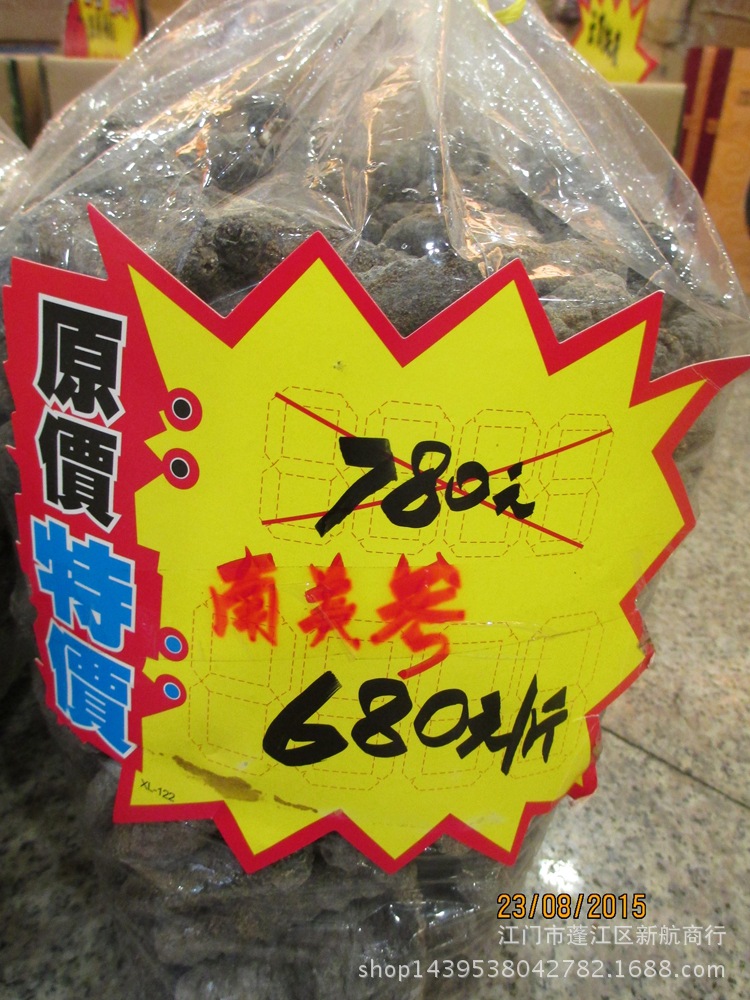 原價
780元
南美参
特價
680元/斤
XL-122
23/08/2015
江门市蓬江区新航商行
shop1439538042782.1688.com